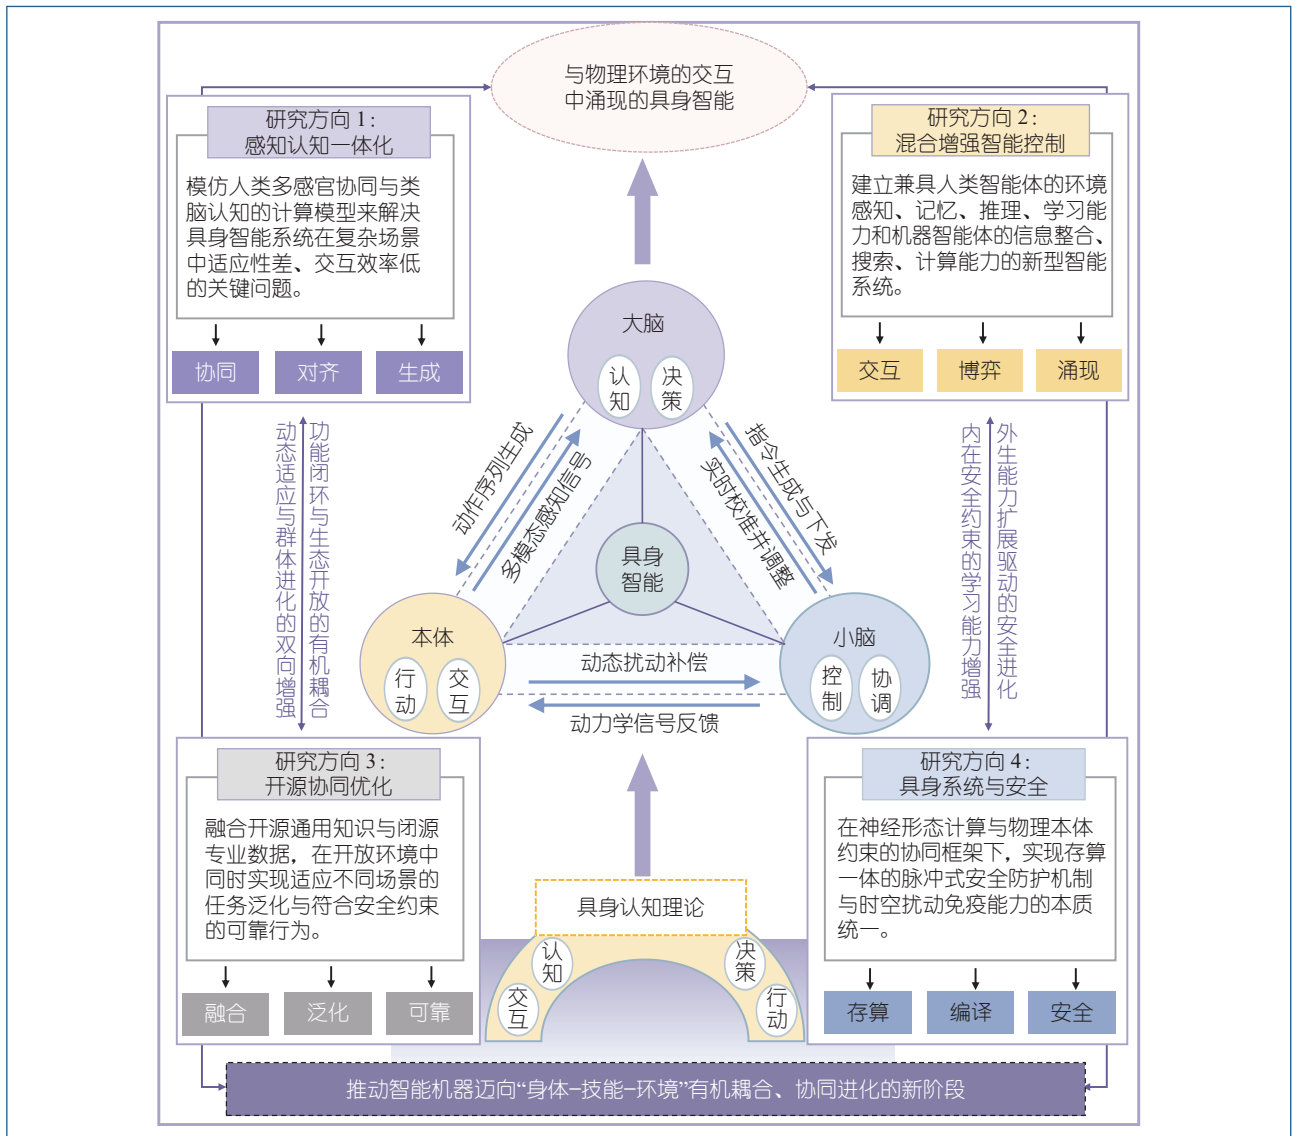 与物理环境的交互
中涌现的具身智能
研究方向 1：
感知认知一体化
模仿人类多感官协同与类
脑认知的计算模型来解决
具身智能系统在复杂场景
中适应性差、交互效率低
的关键问题。
协同
对齐
生成
研究方向 2：
混合增强智能控制
建立兼具人类智能体的环境
感知、记忆、推理、学习能
力和机器智能体的信息整合、
搜索、计算能力的新型智能
系统。
交互
博弈
涌现
大脑
认知
决策
动作序列生成
多模态感知信号
指令生成与下发
实时校准并调整
具身
智能
本体
行动
交互
小脑
控制
协调
动态扰动补偿
动力学信号反馈
功能闭环与生态开放的有机耦合
动态适应与群体进化的双向增强
外生能力扩展驱动的安全进化
内在安全约束的学习能力增强
研究方向 3：
开源协同优化
融合开源通用知识与闭源
专业数据，在开放环境中
同时实现适应不同场景的
任务泛化与符合安全约束
的可靠行为。
融合
泛化
可靠
具身认知理论
认知
决策
交互
行动
研究方向 4：
具身系统与安全
在神经形态计算与物理本体
约束的协同框架下，实现存算
一体的脉冲式安全防护机制
与时空扰动免疫能力的本质
统一。
存算
编译
安全
推动智能机器迈向“身体–技能–环境”有机耦合、协同进化的新阶段